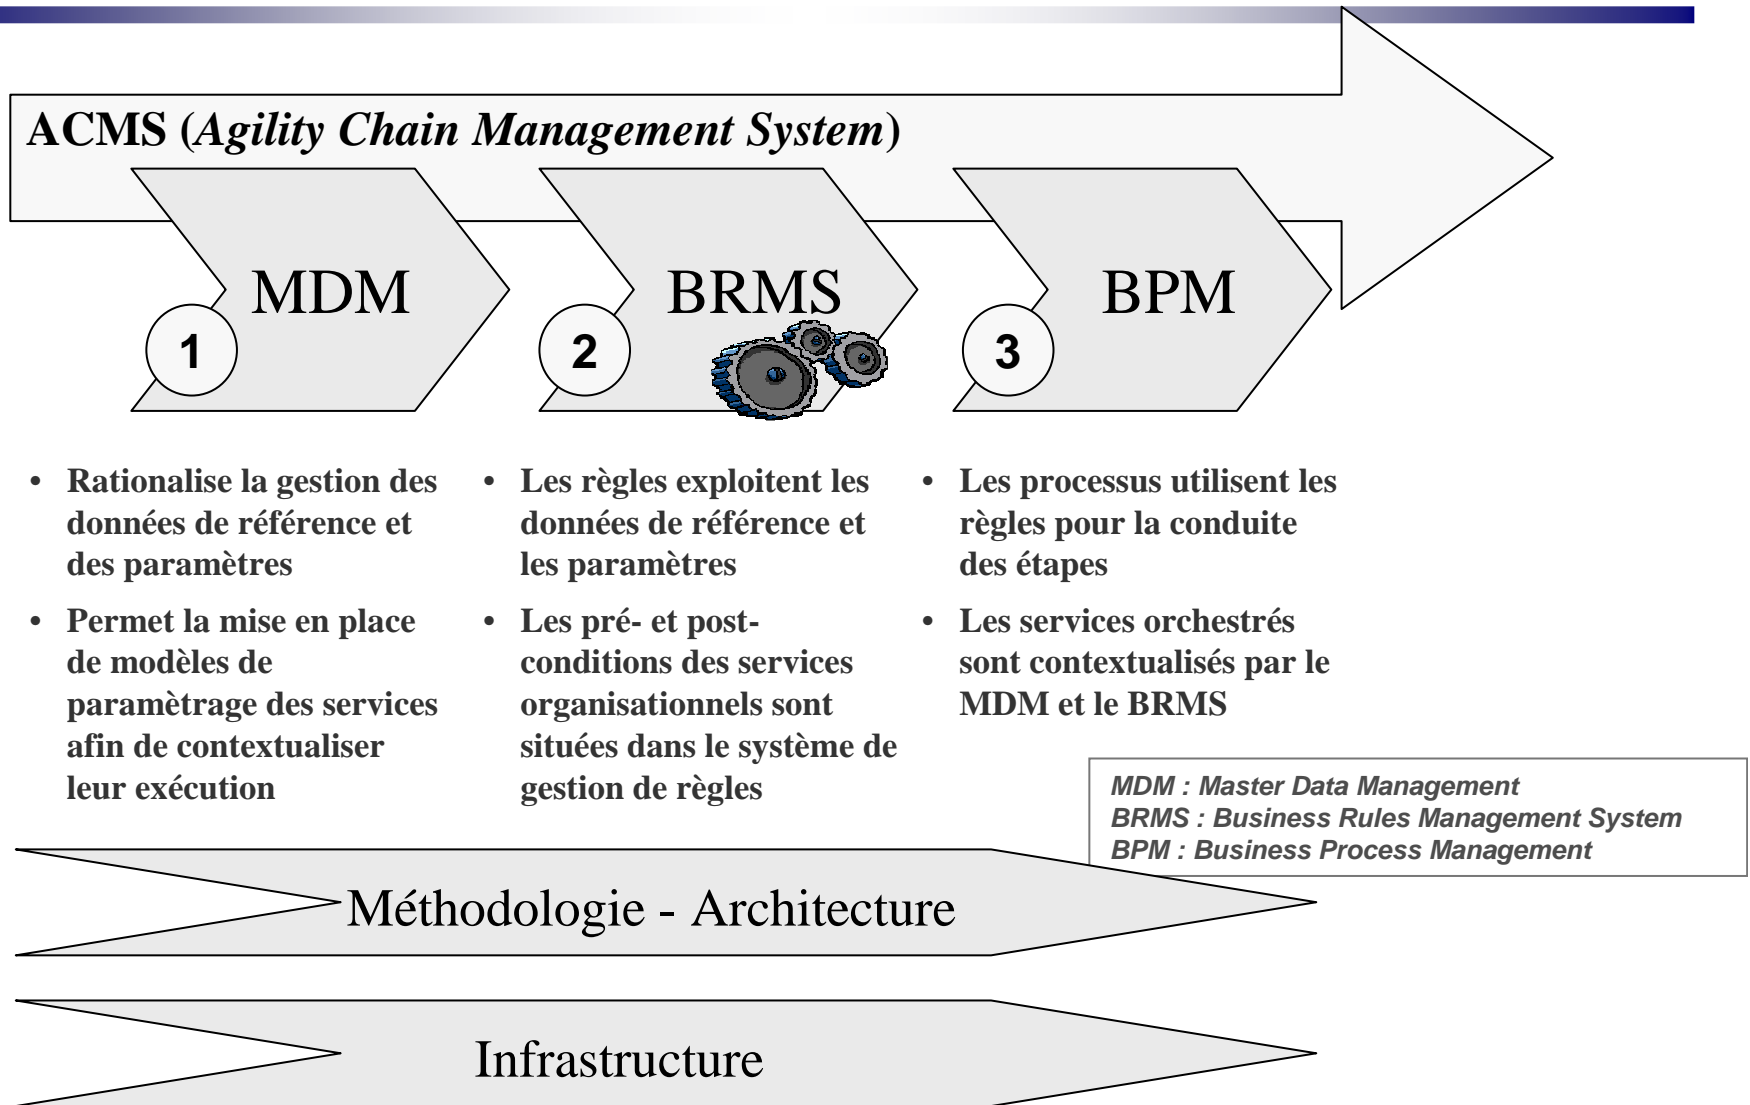 ACMS (Agility Chain Management System)
MDM
1
BRMS
2
BPM
3
• Rationalise la gestion des
données de référence et
des paramètres
• Permet la mise en place
de modèles de
paramètrage des services
afin de contextualiser
leur exécution
• Les règles exploitent les
données de référence et
les paramètres
• Les pré- et post-
conditions des services
organisationnels sont
situées dans le système de
gestion de règles
• Les processus utilisent les
règles pour la conduite
des étapes
• Les services orchestrés
sont contextualisés par le
MDM et le BRMS
MDM : Master Data Management
BRMS : Business Rules Management System
BPM : Business Process Management
Méthodologie - Architecture
Infrastructure